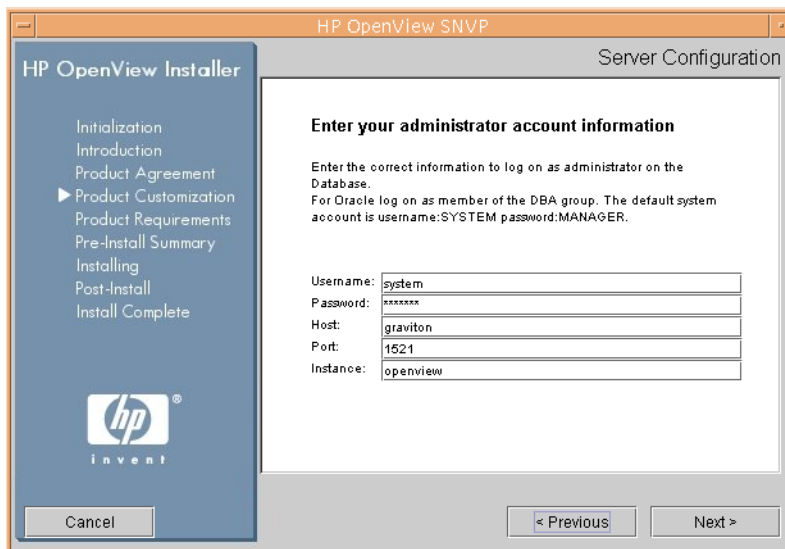 HP OpenView SNVP
HP OpenView Installer
Server Configuration
Initialization
Introduction
Product Agreement
Product Customization
Product Requirements
Pre-Install Summary
Installing
Post-Install
Install Complete
hp
®
invent
Enter your administrator account information
Enter the correct information to log on as administrator on the
Database.
For Oracle log on as member of the DBA group. The default system
account is username:SYSTEM password:MANAGER.
Username: system
Password: *******
Host: graviton
Port: 1521
Instance: openview
Cancel
< Previous
Next >